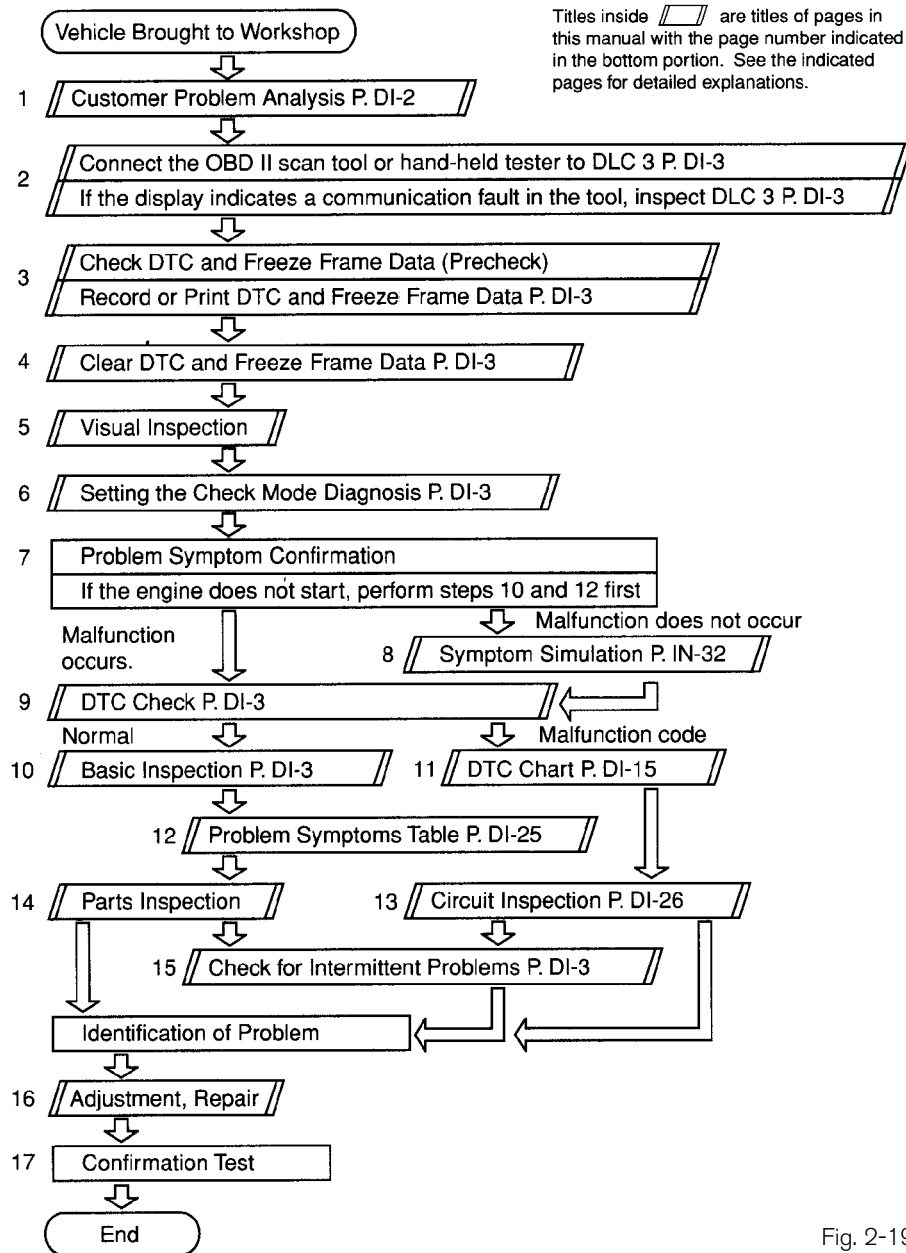 Vehicle Brought to Workshop
Titles inside are titles of pages in
this manual with the page number indicated
in the bottom portion. See the indicated
pages for detailed explanations.
1 Customer Problem Analysis P. DI-2
2
Connect the OBD II scan tool or hand-held tester to DLC 3 P. DI-3
If the display indicates a communication fault in the tool, inspect DLC 3 P. DI-3
3
Check DTC and Freeze Frame Data (Precheck)
Record or Print DTC and Freeze Frame Data P. DI-3
4 Clear DTC and Freeze Frame Data P. DI-3
5 Visual Inspection
6 Setting the Check Mode Diagnosis P. DI-3
7 Problem Symptom Confirmation
If the engine does not start, perform steps 10 and 12 first
Malfunction
occurs.
Malfunction does not occur
8 Symptom Simulation P. IN-32
9 DTC Check P. DI-3
Normal
Malfunction code
10 Basic Inspection P. DI-3
11 DTC Chart P. DI-15
12 Problem Symptoms Table P. DI-25
14 Parts Inspection
13 Circuit Inspection P. DI-26
15 Check for Intermittent Problems P. DI-3
Identification of Problem
16 Adjustment, Repair
17 Confirmation Test
End
Fig. 2-19